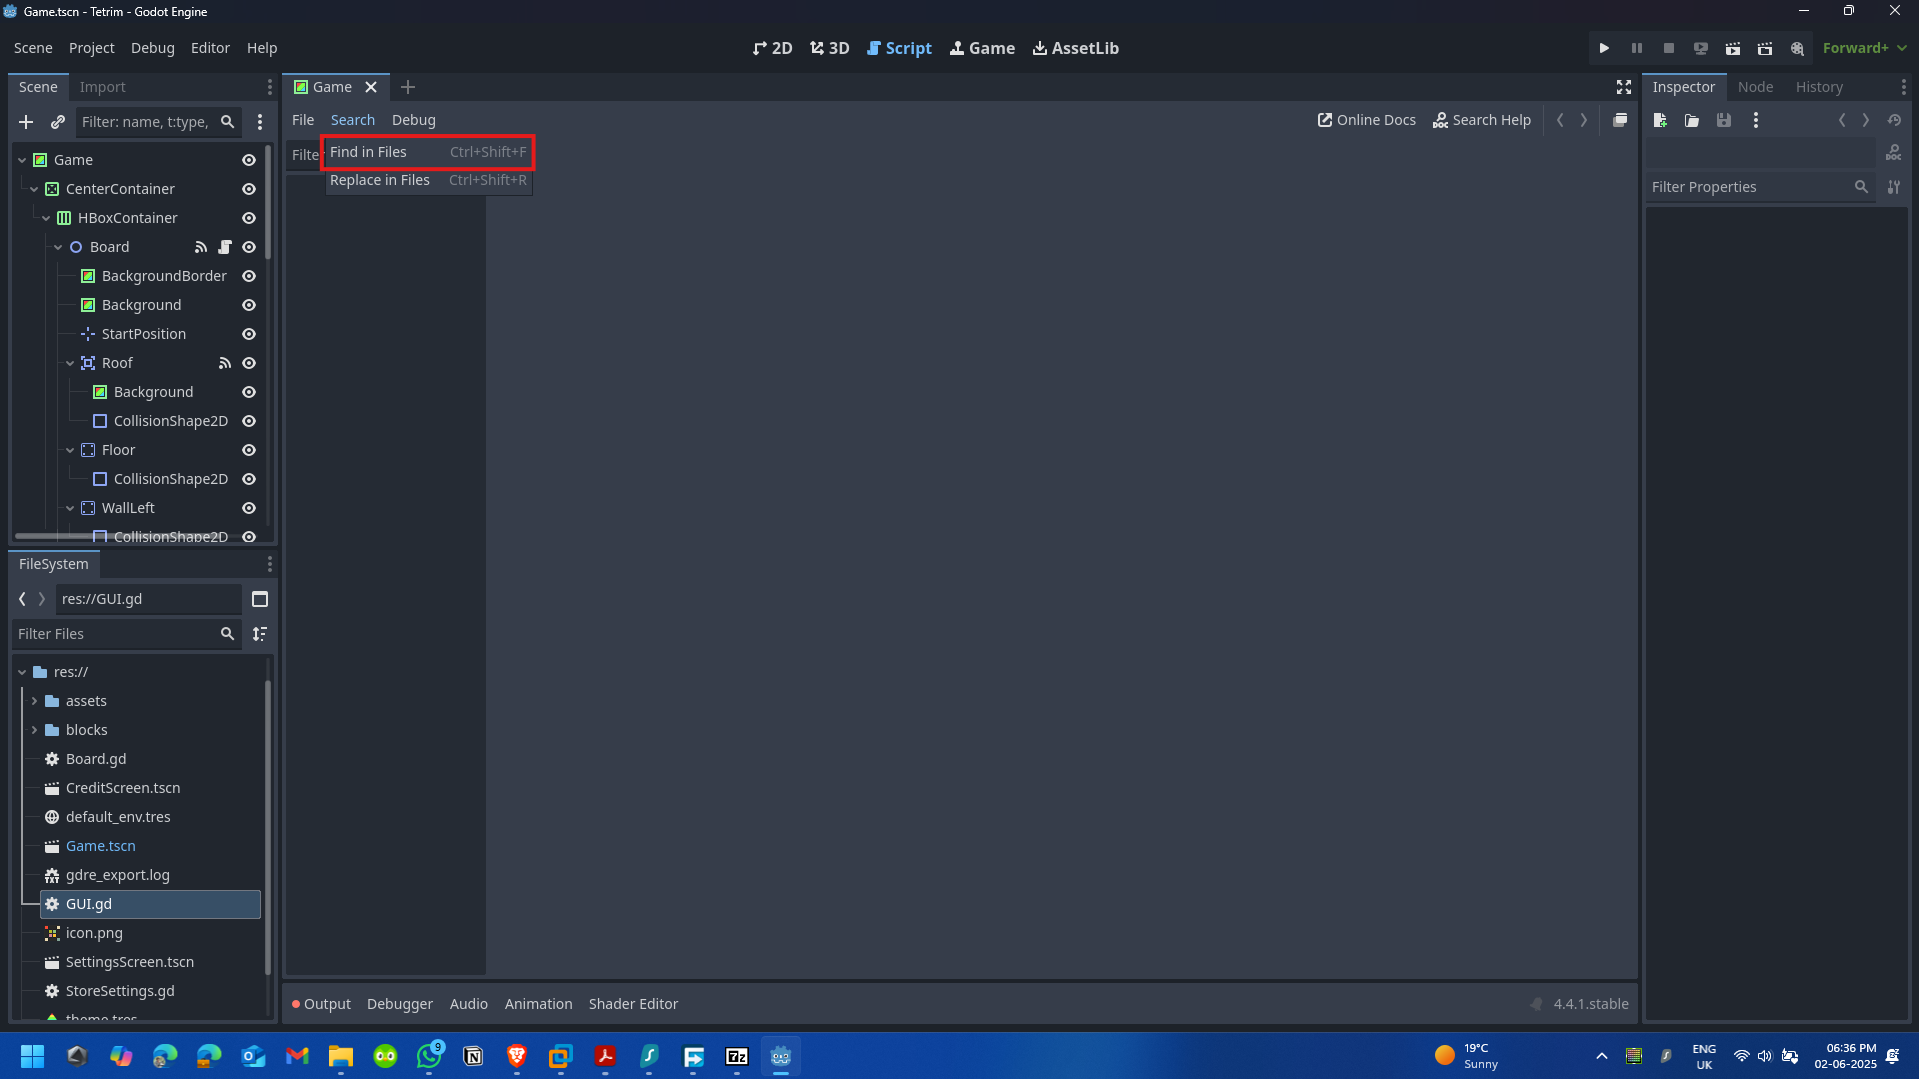 Game.tscn - Tetrim - Godot Engine
Scene Project Debug Editor Help
2D 3D Script Game AssetLib
Forward+
Scene Import
Game
Inspector Node History
Filter: name, t:type,
File Search Debug
Online Docs Search Help
Find in Files Ctrl+Shift+F
Replace in Files Ctrl+Shift+R
Filter Properties
Game
CenterContainer
HBoxContainer
Board
BackgroundBorder
Background
StartPosition
Roof
Background
CollisionShape2D
Floor
CollisionShape2D
WallLeft
CollisionShape2D
FileSystem
res://GUI.gd
Filter Files
res://
assets
blocks
Board.gd
CreditScreen.tscn
default_env.tres
Game.tscn
gdre_export.log
GUI.gd
icon.png
SettingsScreen.tscn
StoreSettings.gd
theme.tres
Output Debugger Audio Animation Shader Editor
4.4.1.stable
9
19°C
Sunny
ENG
UK
06:36 PM
02-06-2025